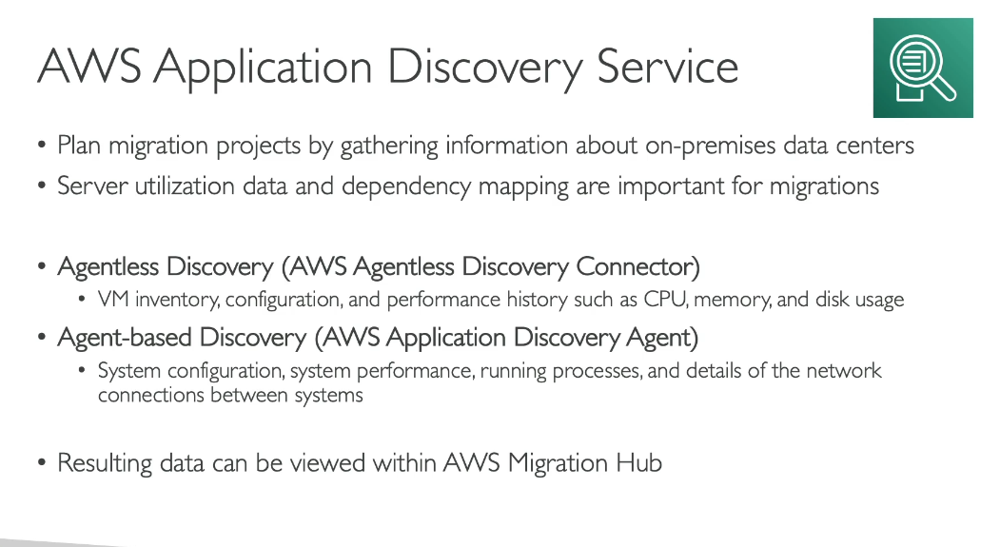 AWS Application Discovery Service
• Plan migration projects by gathering information about on-premises data centers
• Server utilization data and dependency mapping are important for migrations
• Agentless Discovery (AWS Agentless Discovery Connector)
• VM inventory, configuration, and performance history such as CPU, memory, and disk usage
• Agent-based Discovery (AWS Application Discovery Agent)
• System configuration, system performance, running processes, and details of the network
connections between systems
• Resulting data can be viewed within AWS Migration Hub